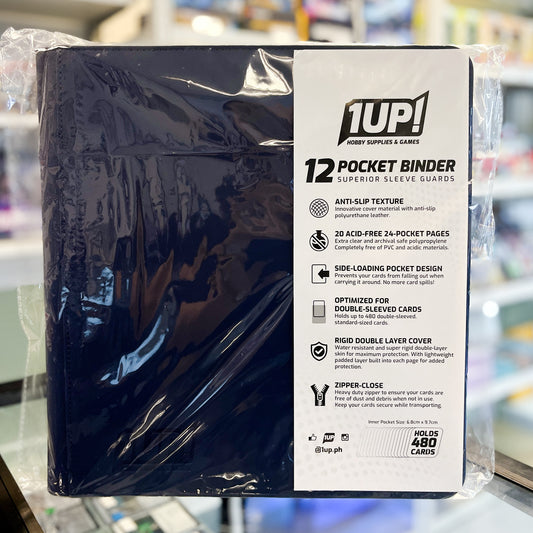 1UP!
HOBBY SUPPLIES & GAMES
12 POCKET BINDER
SUPERIOR SLEEVE GUARDS
ANTI-SLIP TEXTURE
Innovative cover material with anti-slip
polyurethane leather.
20 ACID-FREE 24-POCKET PAGES
Extra clear and archival safe polypropylene
Completely free of PVC and acidic materials.
SIDE-LOADING POCKET DESIGN
Prevents your cards from falling out when
carrying it around. No more card spills!
OPTIMIZED FOR
DOUBLE-SLEEVED CARDS
Holds up to 480 double-sleeved,
standard-sized cards.
RIGID DOUBLE LAYER COVER
Water resistant and super rigid double-layer
skin for maximum protection. With lightweight
padded layer built into each page for added
protection.
ZIPPER-CLOSE
Heavy duty zipper to ensure your cards are
free of dust and debris when not in use.
Keep your cards secure while transporting.
Inner Pocket Size: 6.8cm x 9.7cm
1UP
@1up.ph
HOLDS
480
CARDS